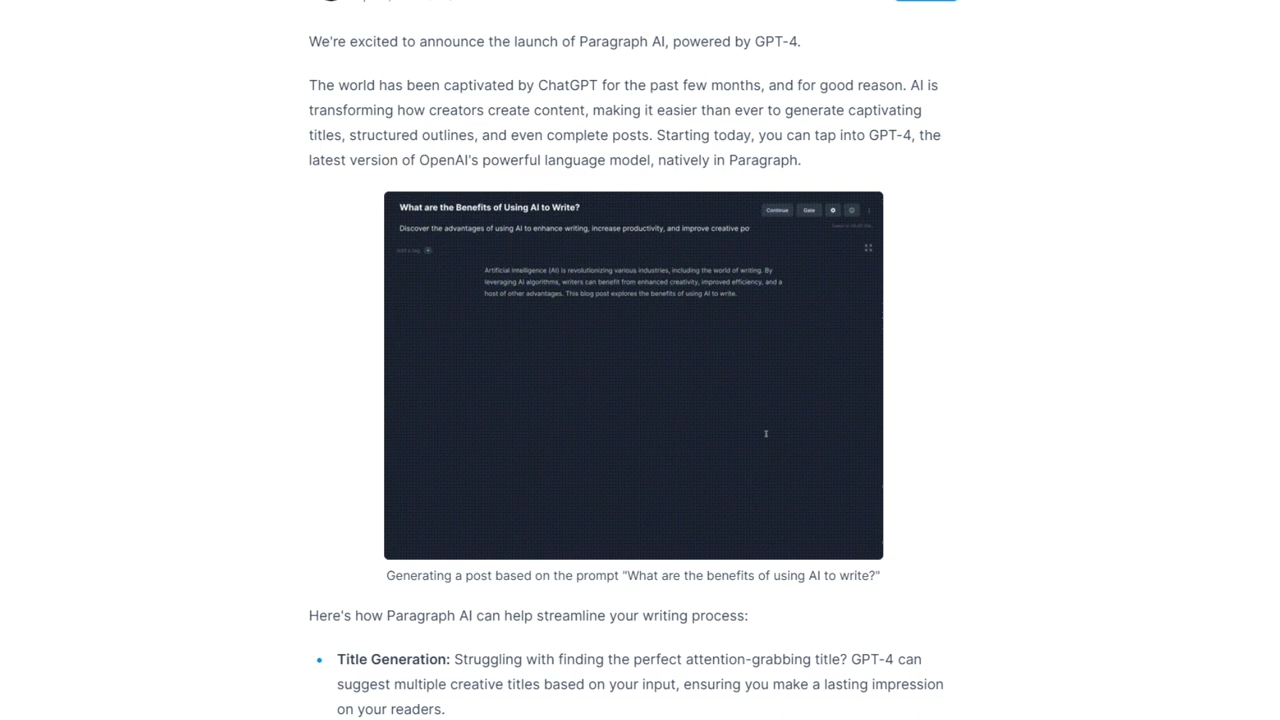 We're excited to announce the launch of Paragraph AI, powered by GPT-4.
The world has been captivated by ChatGPT for the past few months, and for good reason. AI is
transforming how creators create content, making it easier than ever to generate captivating
titles, structured outlines, and even complete posts. Starting today, you can tap into GPT-4, the
latest version of OpenAI's powerful language model, natively in Paragraph.
What are the Benefits of Using AI to Write?
Continue Gate
Discover the advantages of using AI to enhance writing, increase productivity, and improve creative po
Add a tag
Artificial intelligence (AI) is revolutionizing various industries, including the world of writing. By
leveraging AI algorithms, writers can benefit from enhanced creativity, improved efficiency, and a
host of other advantages. This blog post explores the benefits of using AI to write.
Generating a post based on the prompt "What are the benefits of using AI to write?"
Here's how Paragraph AI can help streamline your writing process:
• Title Generation: Struggling with finding the perfect attention-grabbing title? GPT-4 can
suggest multiple creative titles based on your input, ensuring you make a lasting impression
on your readers.